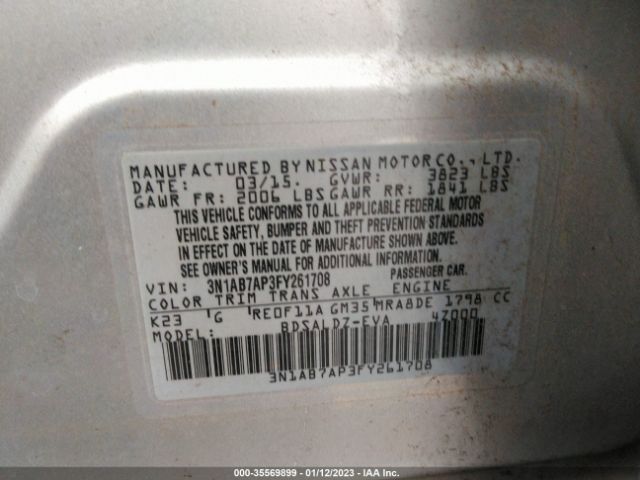 MANUFACTURED BY NISSAN MOTOR CO., LTD.
DATE: 03/15. GVWR: 3823 LBS
GAWR FR: 2006 LBS GAWR RR: 1841 LBS
THIS VEHICLE CONFORMS TO ALL APPLICABLE FEDERAL MOTOR
VEHICLE SAFETY, BUMPER AND THEFT PREVENTION STANDARDS
IN EFFECT ON THE DATE OF MANUFACTURE SHOWN ABOVE.
SEE OWNER'S MANUAL FOR ADDITIONAL INFORMATION.
VIN: 3N1AB7AP3FY261708 PASSENGER CAR.
COLOR TRIM TRANS AXLE ENGINE
K23 'G 'RE0F11A GM35 'MRA8DE 1798 CC
MODEL: BDSALDZ-EVA 4Z000
3N1AB7AP3FY261708
000-35569899 | 01/12/2023 - IAA Inc.